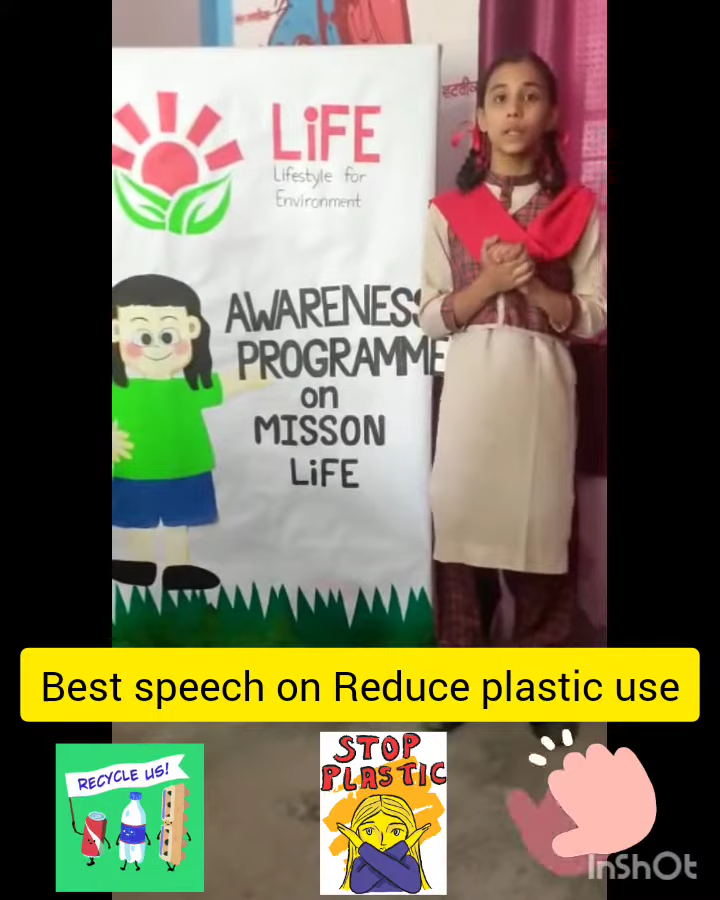 LiFE
Lifestyle for
Environment
AWARENESS
PROGRAMME
on
MISSON
LiFE
Best speech on Reduce plastic use
RECYCLE US!
STOP
PLASTIC
InShOt